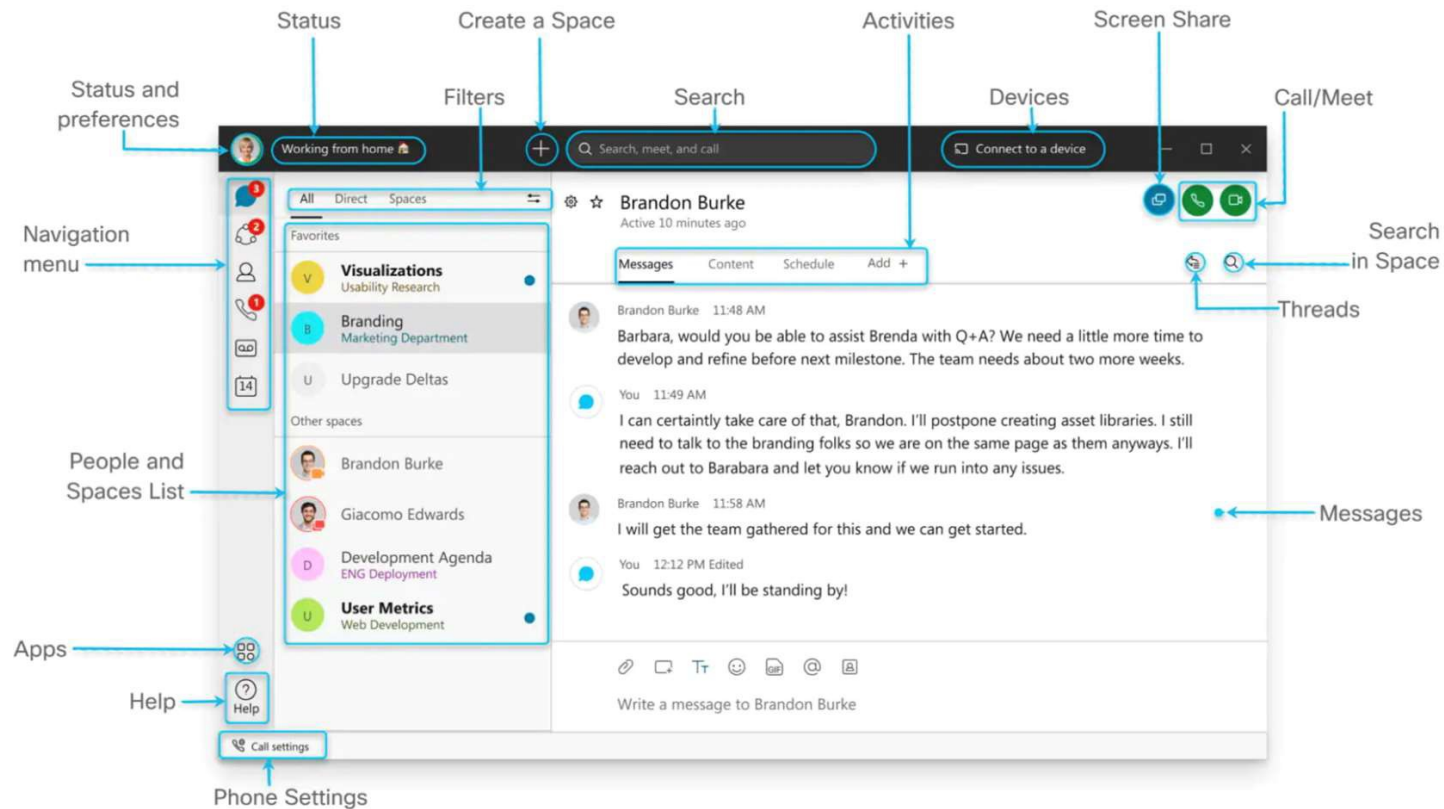 Status
Create a Space
Activities
Screen Share
Status and
preferences
Filters
Search
Devices
Call/Meet
Working from home
Search, meet, and call
Connect to a device
Navigation
menu
3
2
1
14
All Direct Spaces
Favorites
V
Visualizations
Usability Research
B
Branding
Marketing Department
U
Upgrade Deltas
Other spaces
Brandon Burke
Giacomo Edwards
D
Development Agenda
ENG Deployment
U
User Metrics
Web Development
People and
Spaces List
Apps
Help
Help
Call settings
Phone Settings
Brandon Burke
Active 10 minutes ago
Messages Content Schedule Add +
Search
in Space
Threads
Brandon Burke 11:48 AM
Barbara, would you be able to assist Brenda with Q+A? We need a little more time to
develop and refine before next milestone. The team needs about two more weeks.
You 11:49 AM
I can certaintly take care of that, Brandon. I'll postpone creating asset libraries. I still
need to talk to the branding folks so we are on the same page as them anyways. I'll
reach out to Barabara and let you know if we run into any issues.
Brandon Burke 11:58 AM
I will get the team gathered for this and we can get started.
Messages
You 12:12 PM Edited
Sounds good, I'll be standing by!
Tт
GIF
@
Write a message to Brandon Burke